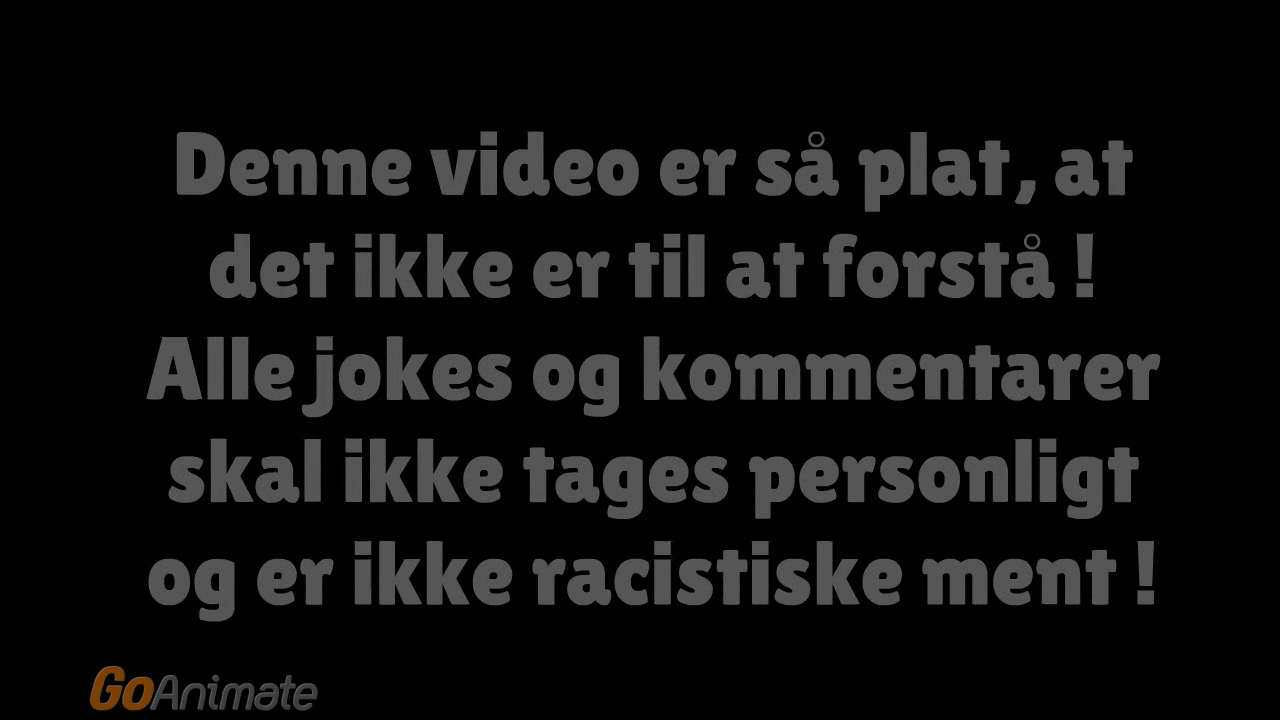 Denne video er så plat, at
det ikke er til at forstå !
Alle jokes og kommentarer
skal ikke tages personligt
og er ikke racistiske ment !
GoAnimate